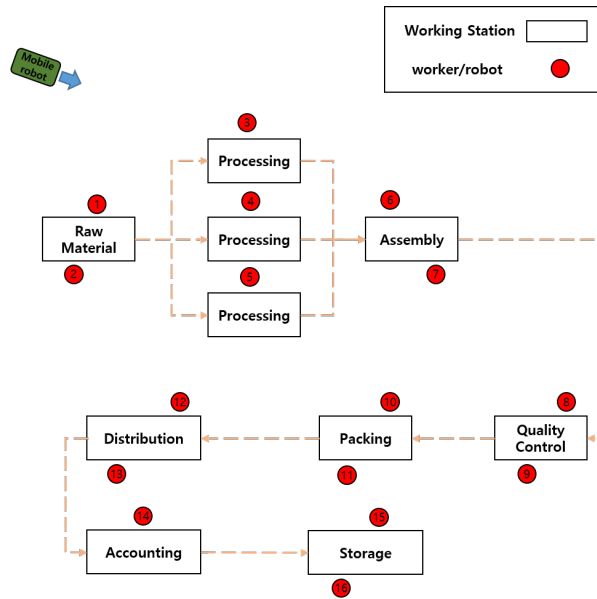 Working Station
worker/robot
Mobile
robot
3
Processing
1
4
6
Raw
Material
Processing
Assembly
2
5
7
Processing
12
10
8
Distribution
Packing
Quality
Control
13
11
9
14
15
Accounting
Storage
16